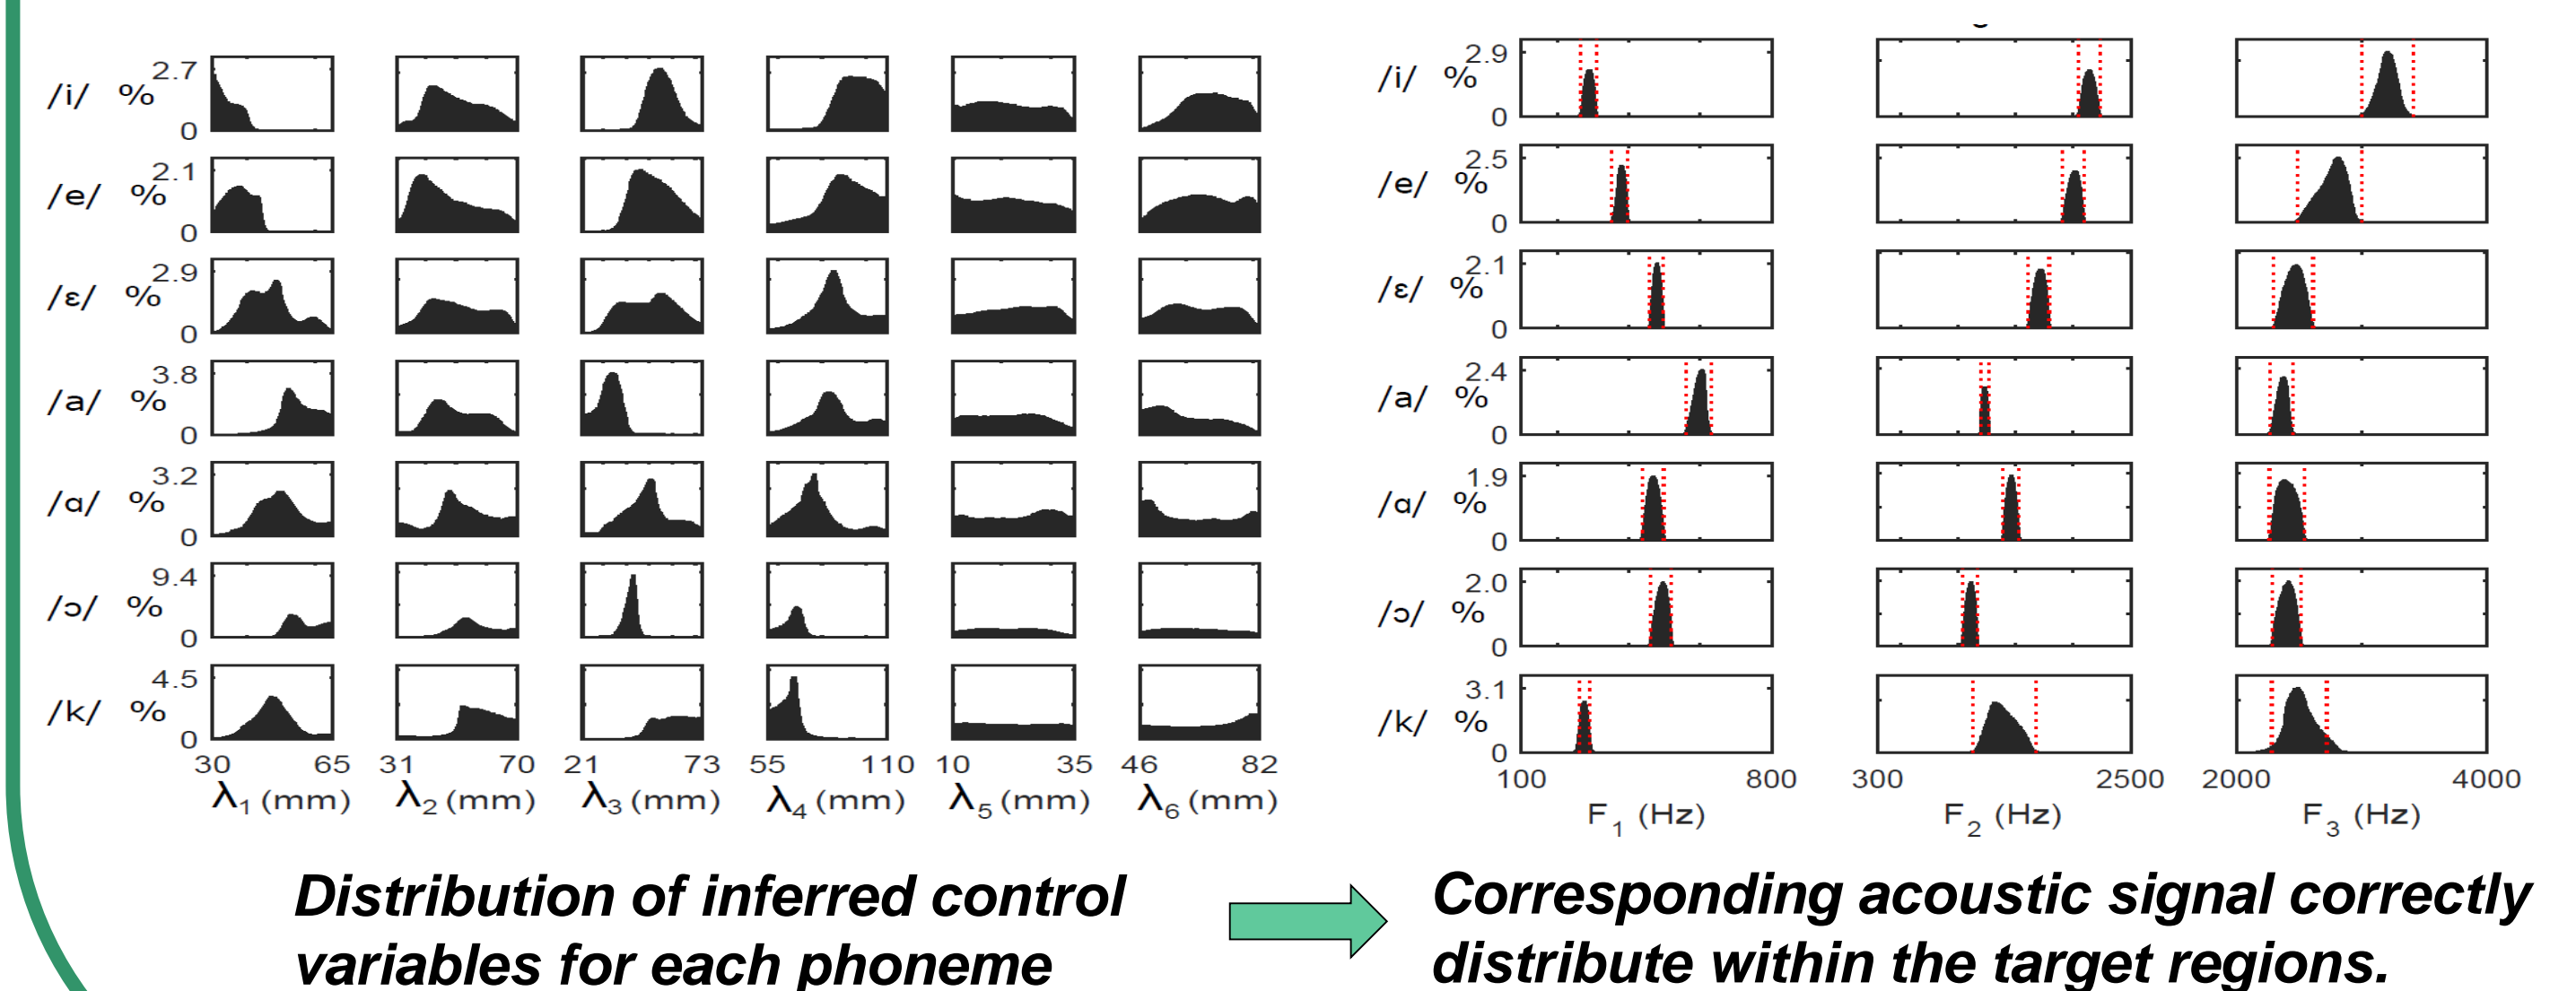 /i/ % 2.7 0
/e/ % 2.1 0
/ɛ/ % 2.9 0
/a/ % 3.8 0
/ɑ/ % 3.2 0
/ɔ/ % 9.4 0
/k/ % 4.5 0
30 65 31 70 21 73 55 110 10 35 46 82
λ1 (mm) λ2 (mm) λ3 (mm) λ4 (mm) λ5 (mm) λ6 (mm)
/i/ % 2.9 0
/e/ % 2.5 0
/ɛ/ % 2.1 0
/a/ % 2.4 0
/ɑ/ % 1.9 0
/ɔ/ % 2.0 0
/k/ % 3.1 0
100 800 300 2500 2000 4000
F1 (Hz) F2 (Hz) F3 (Hz)
Distribution of inferred control
variables for each phoneme
Corresponding acoustic signal correctly
distribute within the target regions.